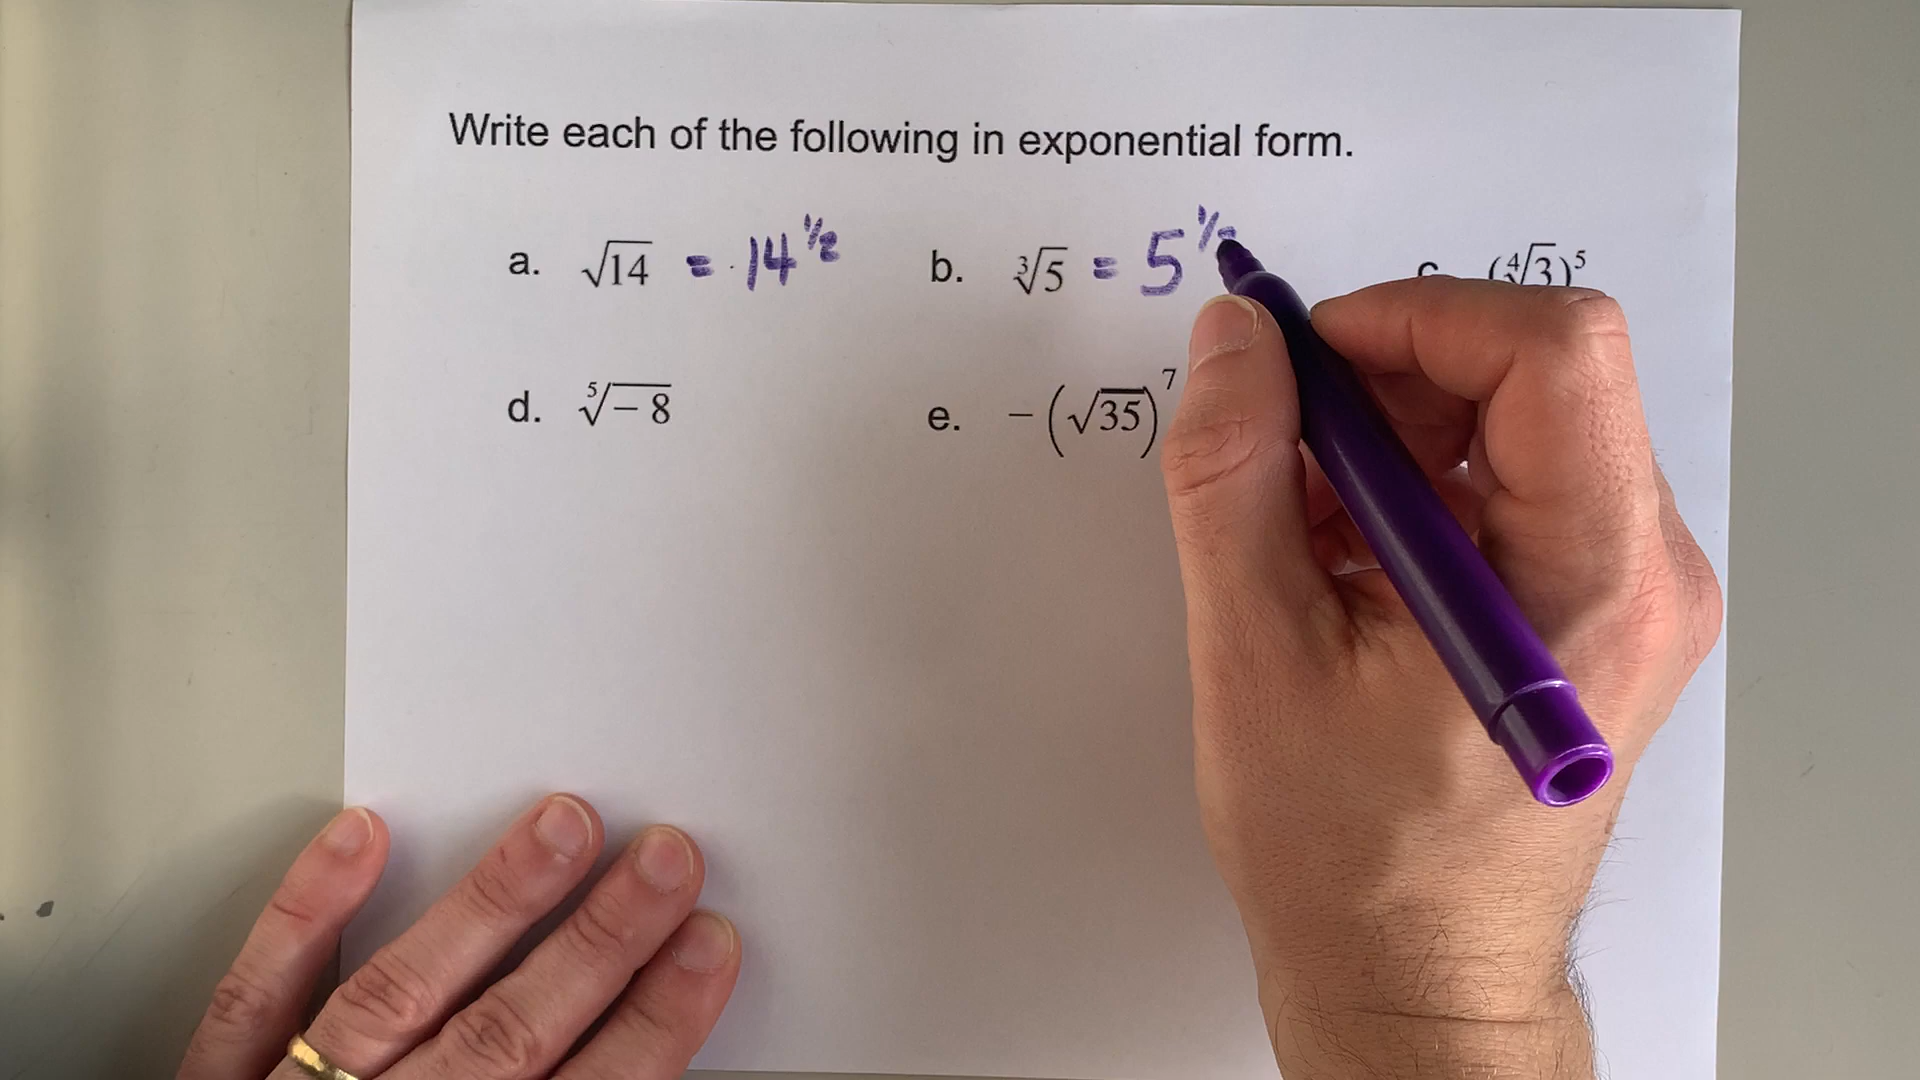 Write each of the following in exponential form.
a. √14 = 14^1/2 b. ∛5 = 5^1/ (∜3)^5
d. ⁵√-8 e. -(√35)^7